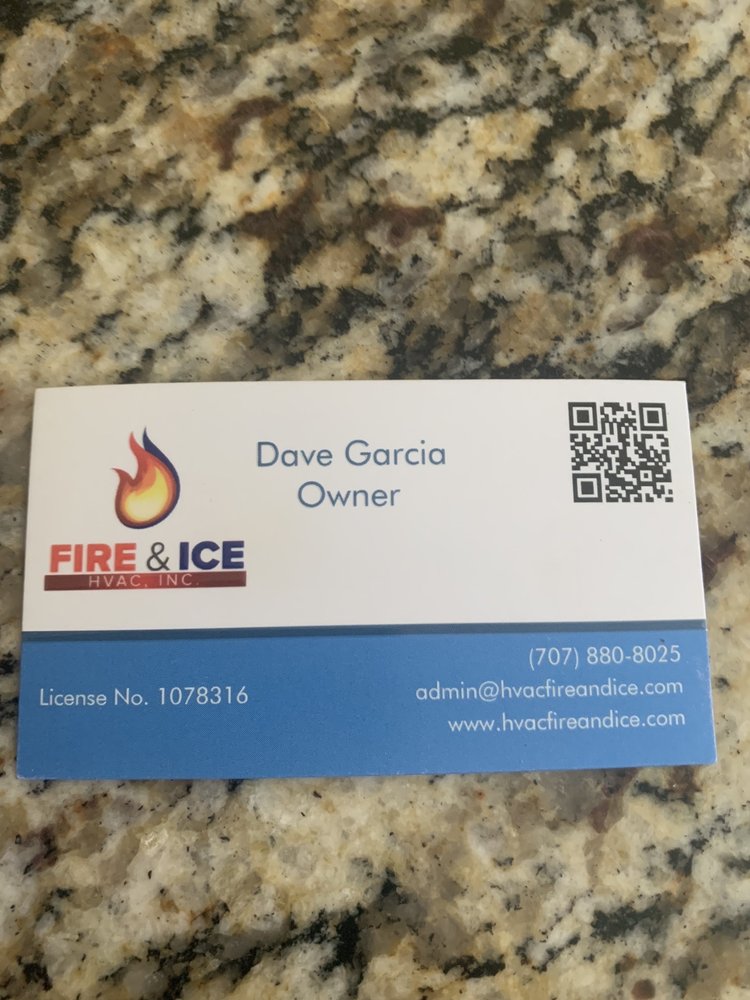 Dave Garcia
Owner
FIRE & ICE
HVAC, INC.
License No. 1078316
(707) 880-8025
admin@hvacfireandice.com
www.hvacfireandice.com